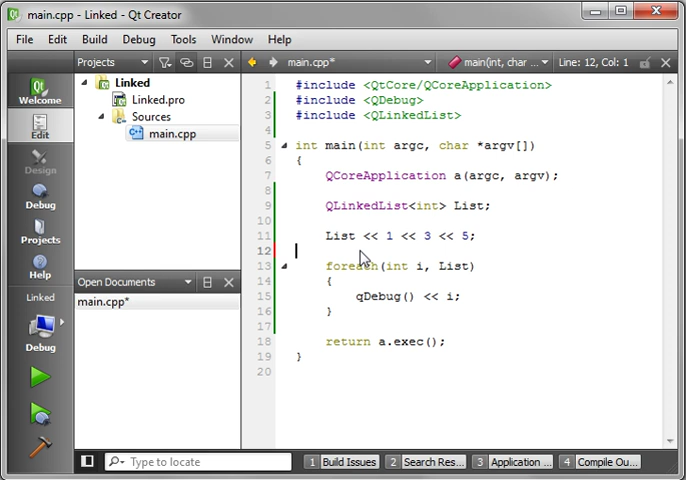 main.cpp - Linked - Qt Creator
File Edit Build Debug Tools Window Help
Projects
main.cpp*
main(int, char ...
Line: 12, Col: 1
Welcome
Edit
Design
Debug
Projects
Help
Linked
Debug
Linked
Linked.pro
Sources
main.cpp
Open Documents
main.cpp*
1 #include <QtCore/QCoreApplication>
2 #include <QDebug>
3 #include <QLinkedList>
4
5 int main(int argc, char *argv[])
6 {
7 QCoreApplication a(argc, argv);
8
9 QLinkedList<int> List;
10
11 List << 1 << 3 << 5;
12
13 foreach(int i, List)
14 {
15 qDebug() << i;
16 }
17
18 return a.exec();
19 }
20
Type to locate
1 Build Issues
2 Search Res...
3 Application ...
4 Compile Ou...